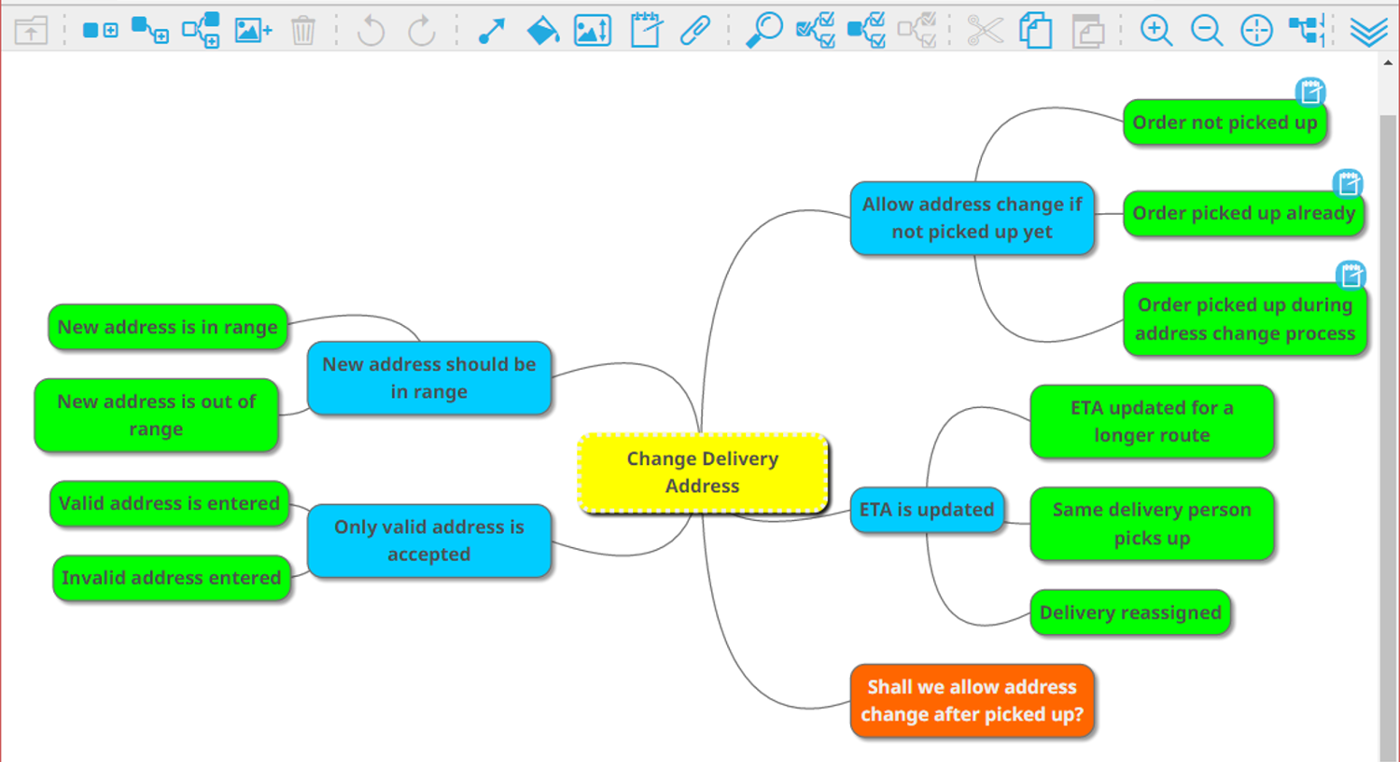 Order not picked up
Allow address change if
not picked up yet
Order picked up already
Order picked up during
address change process
New address is in range
New address should be
in range
New address is out of
range
Change Delivery
Address
ETA updated for a
longer route
ETA is updated
Same delivery person
picks up
Delivery reassigned
Valid address is entered
Only valid address is
accepted
Invalid address entered
Shall we allow address
change after picked up?